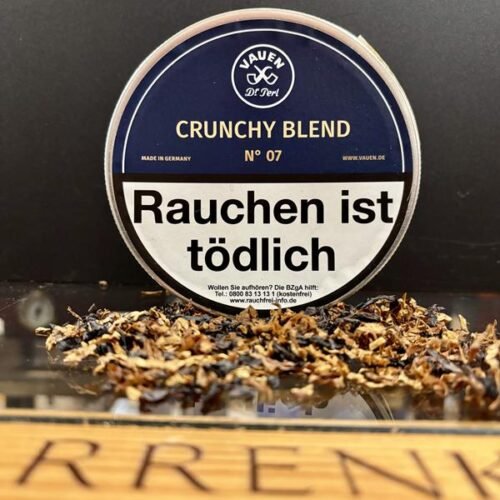 VAUEN
Dr. Perl
CRUNCHY BLEND
N° 07
MADE IN GERMANY
WWW.VAUEN.DE
Rauchen ist
tödlich
Wollen Sie aufhören? Die BZgA hilft:
Tel.: 0800 83 13 13 1 (kostenfrei)
www.rauchfrei-info.de
RRENK